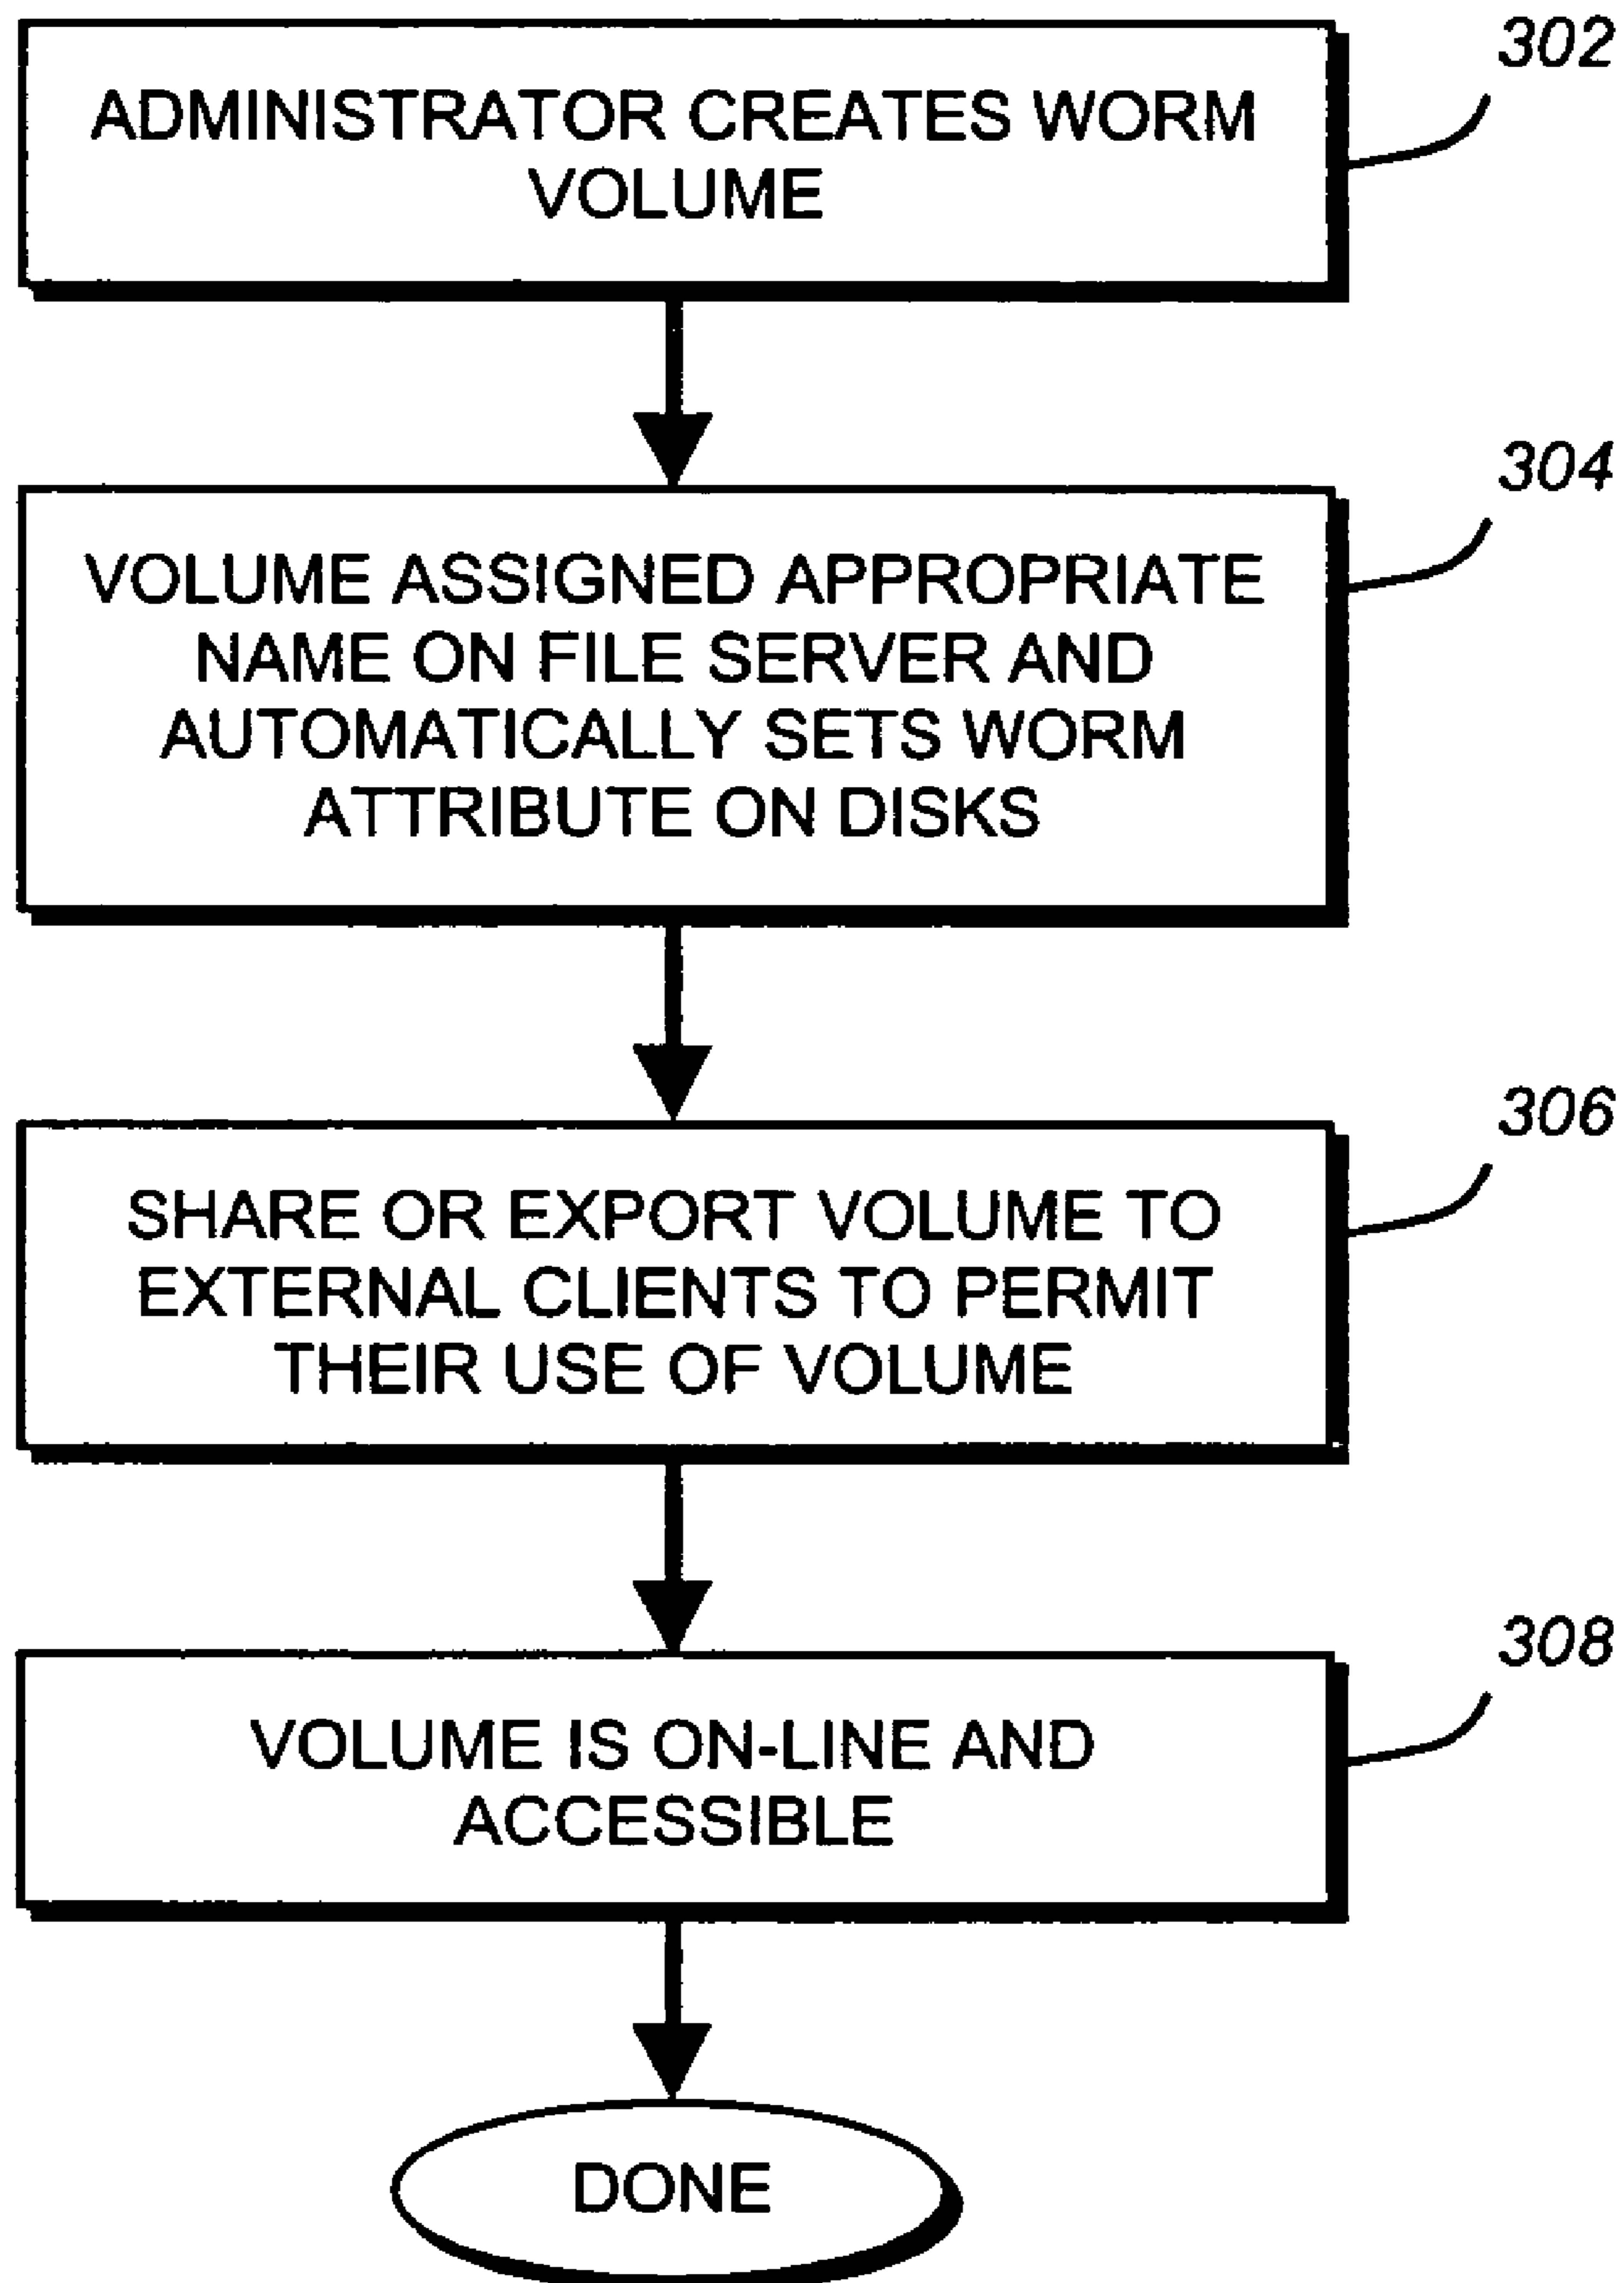 302
ADMINISTRATOR CREATES WORM
VOLUME
304
VOLUME ASSIGNED APPROPRIATE
NAME ON FILE SERVER AND
AUTOMATICALLY SETS WORM
ATTRIBUTE ON DISKS
306
SHARE OR EXPORT VOLUME TO
EXTERNAL CLIENTS TO PERMIT
THEIR USE OF VOLUME
308
VOLUME IS ON-LINE AND
ACCESSIBLE
DONE